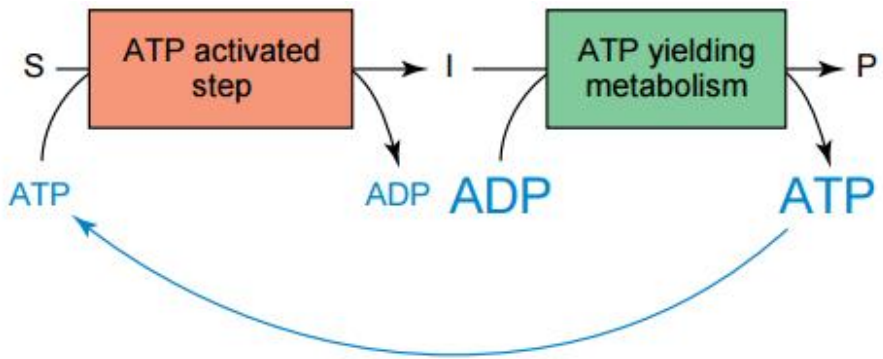 S
ATP activated
step
I
ATP yielding
metabolism
P
ATP
ADP
ADP
ATP